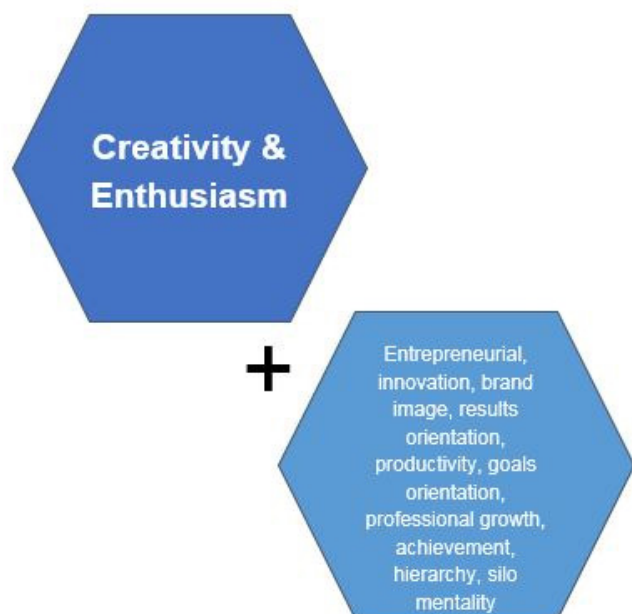 Creativity &
Enthusiasm
+
Entrepreneurial,
innovation, brand
image, results
orientation,
productivity, goals
orientation,
professional growth,
achievement,
hierarchy, silo
mentality